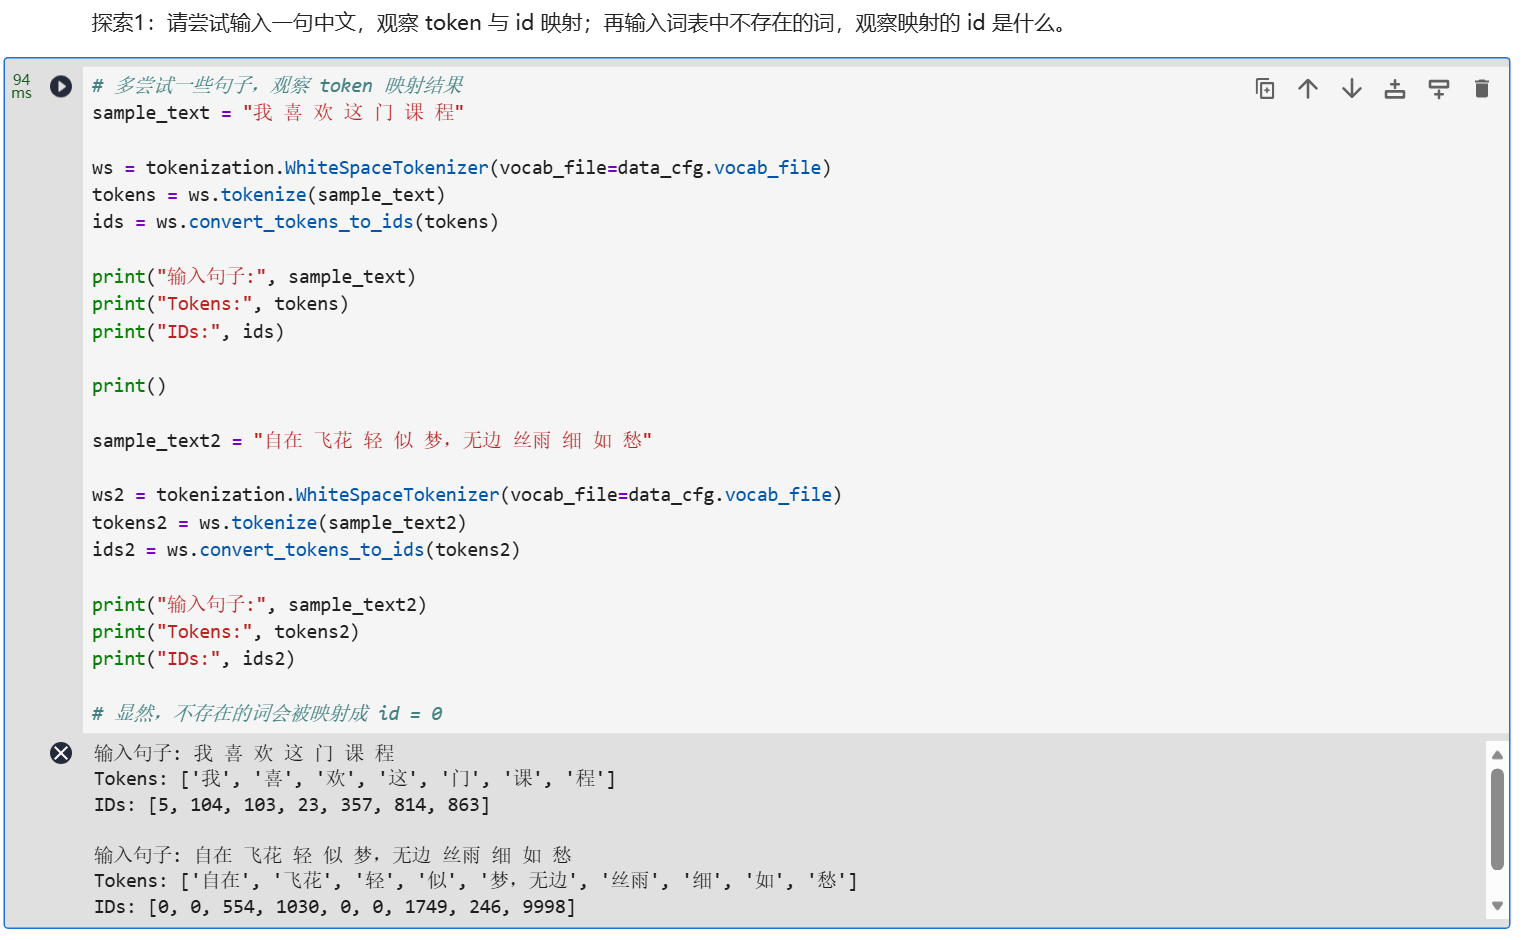 探索1：请尝试输入一句中文，观察 token 与 id 映射；再输入词表中不存在的词，观察映射的 id 是什么。
94
ms
# 多尝试一些句子，观察 token 映射结果
sample_text = "我 喜 欢 这 门 课 程"
ws = tokenization.WhiteSpaceTokenizer(vocab_file=data_cfg.vocab_file)
tokens = ws.tokenize(sample_text)
ids = ws.convert_tokens_to_ids(tokens)
print("输入句子:", sample_text)
print("Tokens:", tokens)
print("IDs:", ids)
print()
sample_text2 = "自在 飞花 轻 似 梦，无边 丝雨 细 如 愁"
ws2 = tokenization.WhiteSpaceTokenizer(vocab_file=data_cfg.vocab_file)
tokens2 = ws.tokenize(sample_text2)
ids2 = ws.convert_tokens_to_ids(tokens2)
print("输入句子:", sample_text2)
print("Tokens:", tokens2)
print("IDs:", ids2)
# 显然，不存在的词会被映射成 id = 0
输入句子: 我 喜 欢 这 门 课 程
Tokens: ['我', '喜', '欢', '这', '门', '课', '程']
IDs: [5, 104, 103, 23, 357, 814, 863]
输入句子: 自在 飞花 轻 似 梦，无边 丝雨 细 如 愁
Tokens: ['自在', '飞花', '轻', '似', '梦，无边', '丝雨', '细', '如', '愁']
IDs: [0, 0, 554, 1030, 0, 0, 1749, 246, 9998]